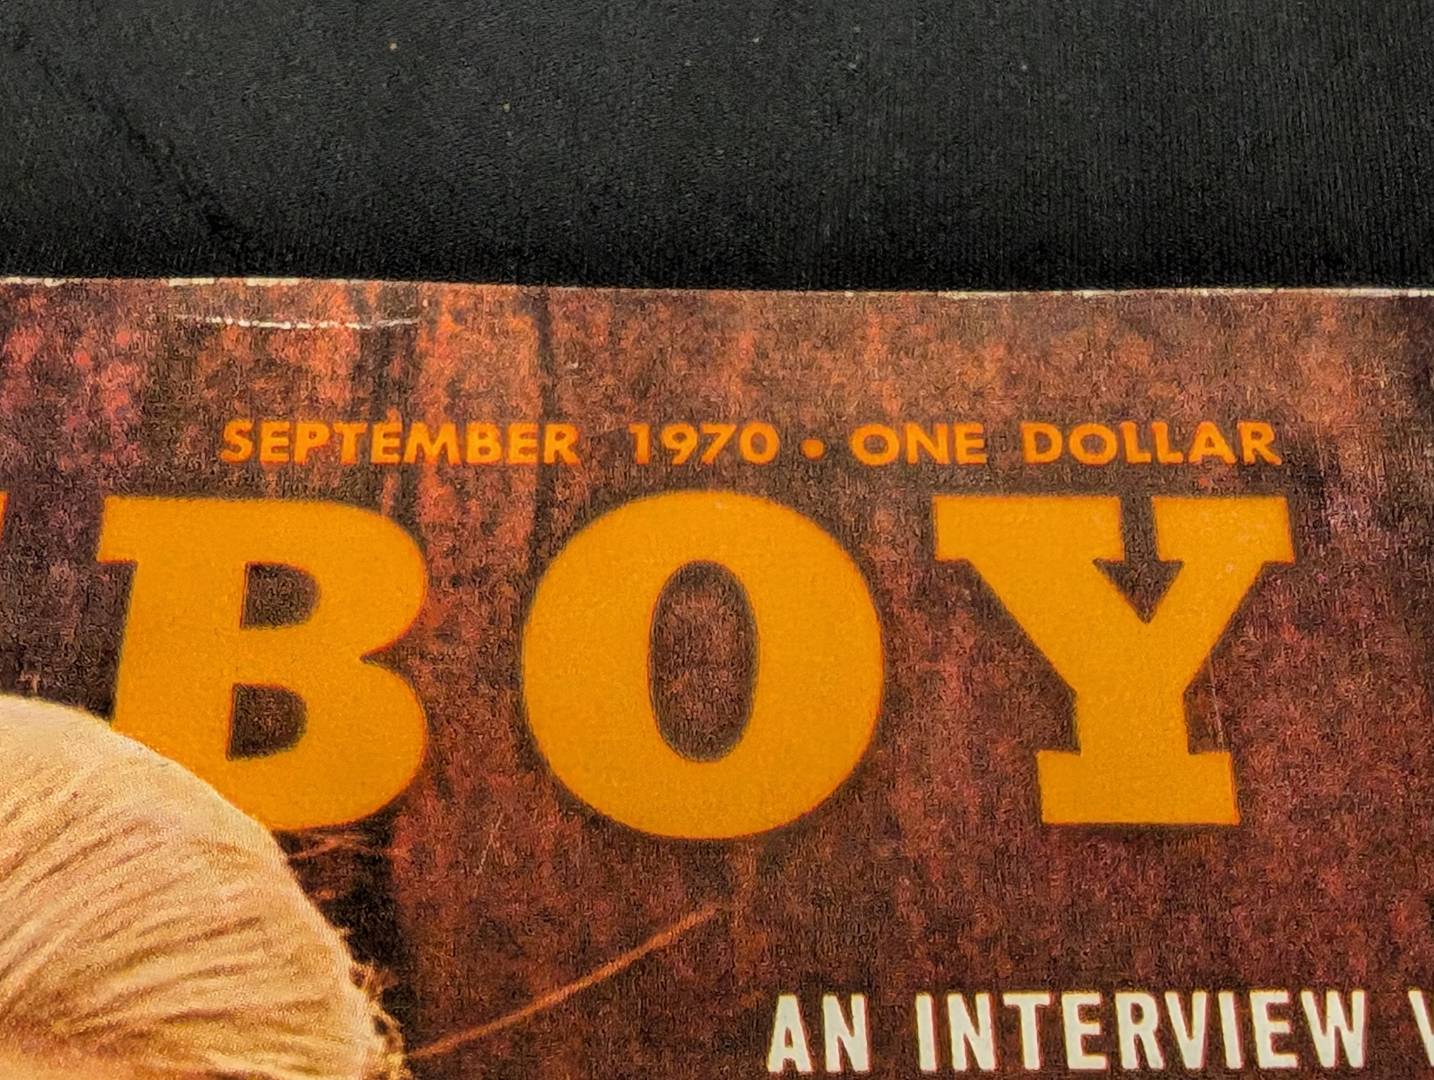 SEPTEMBER 1970 • ONE DOLLAR
BOY
AN INTERVIEW